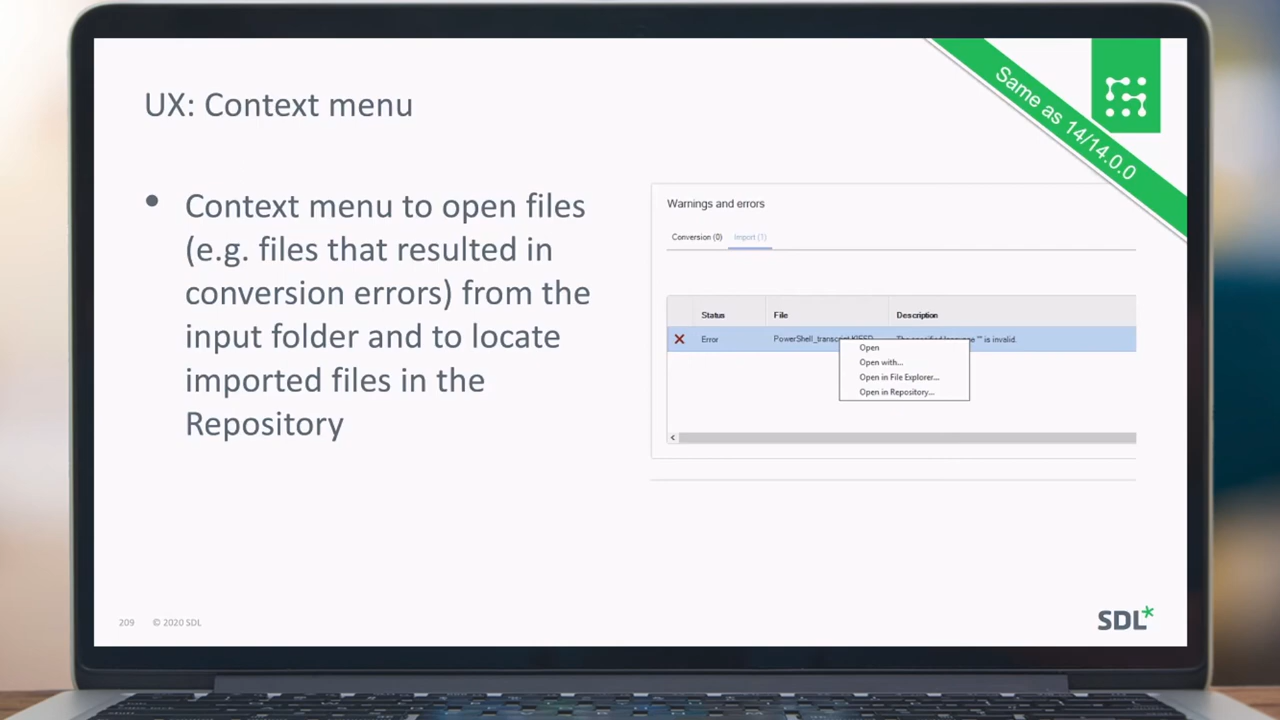 UX: Context menu
Same as 14/14.0.0
• Context menu to open files
(e.g. files that resulted in
conversion errors) from the
input folder and to locate
imported files in the
Repository
Warnings and errors
Conversion (0) Import (1)
Status File Description
Error PowerShell_transcript is invalid.
Open
Open with...
Open in File Explorer...
Open in Repository...
<
209 © 2020 SDL
SDL*